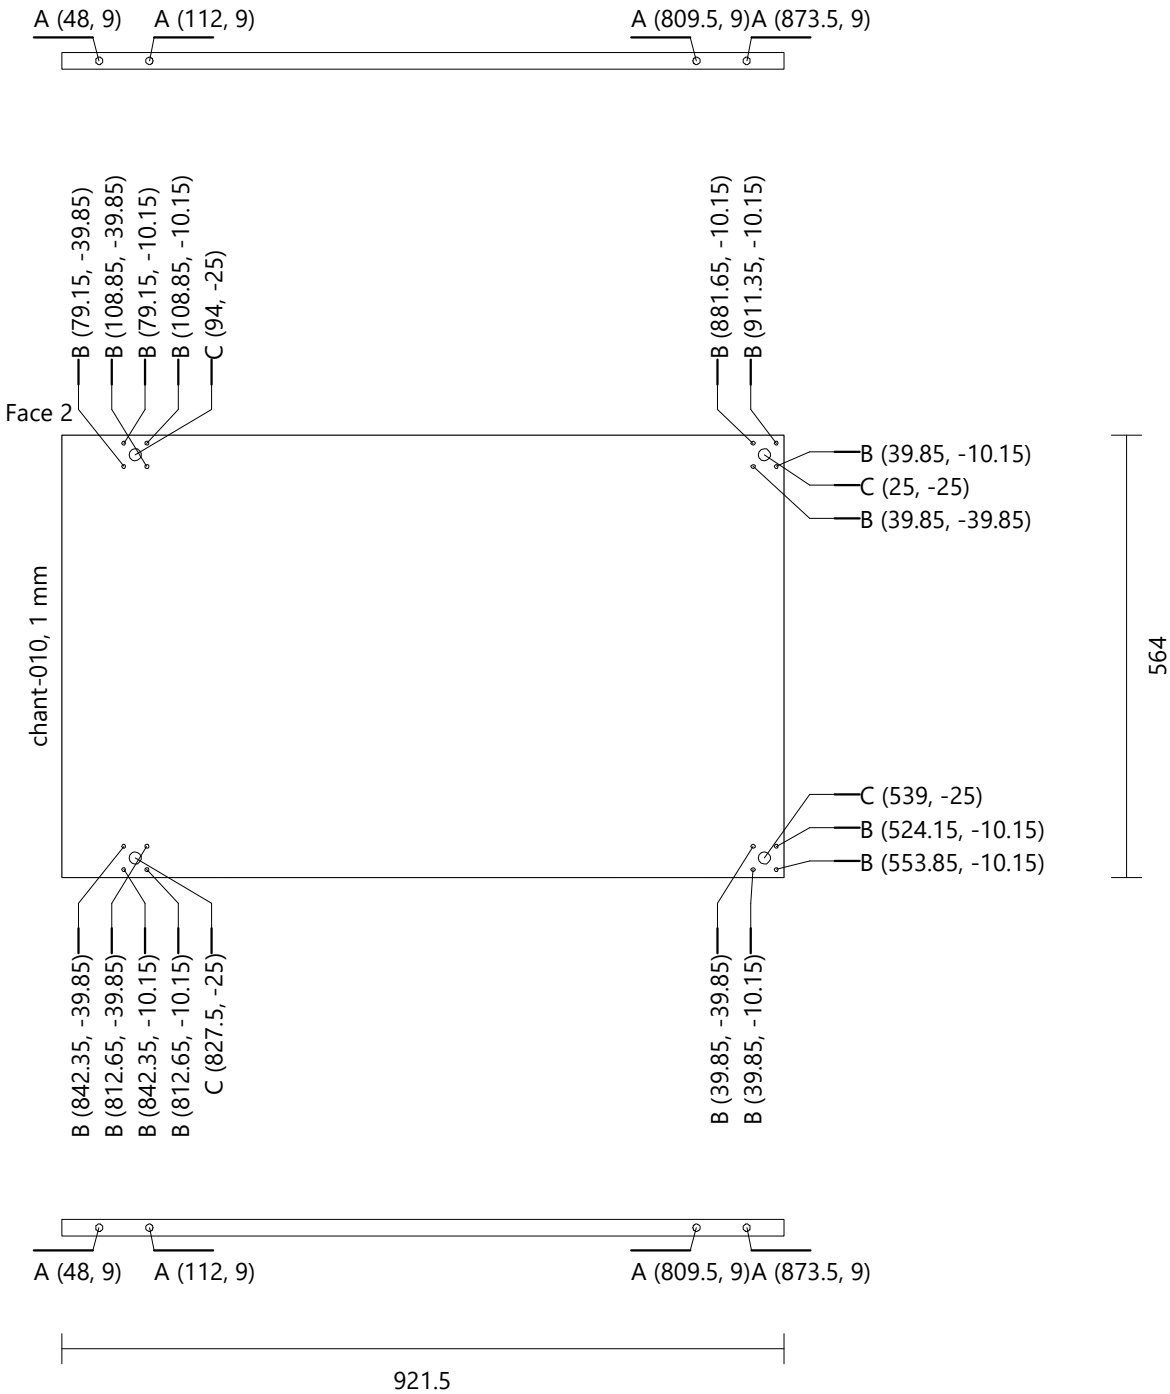 A (48, 9)
A (112, 9)
A (809.5, 9)
A (873.5, 9)
B (79.15, -39.85)
B (108.85, -39.85)
B (79.15, -10.15)
B (108.85, -10.15)
C (94, -25)
B (881.65, -10.15)
B (911.35, -10.15)
Face 2
B (39.85, -10.15)
C (25, -25)
B (39.85, -39.85)
chant-010, 1 mm
564
C (539, -25)
B (524.15, -10.15)
B (553.85, -10.15)
B (842.35, -39.85)
B (812.65, -39.85)
B (842.35, -10.15)
B (812.65, -10.15)
C (827.5, -25)
B (39.85, -39.85)
B (39.85, -10.15)
A (48, 9)
A (112, 9)
A (809.5, 9)
A (873.5, 9)
921.5